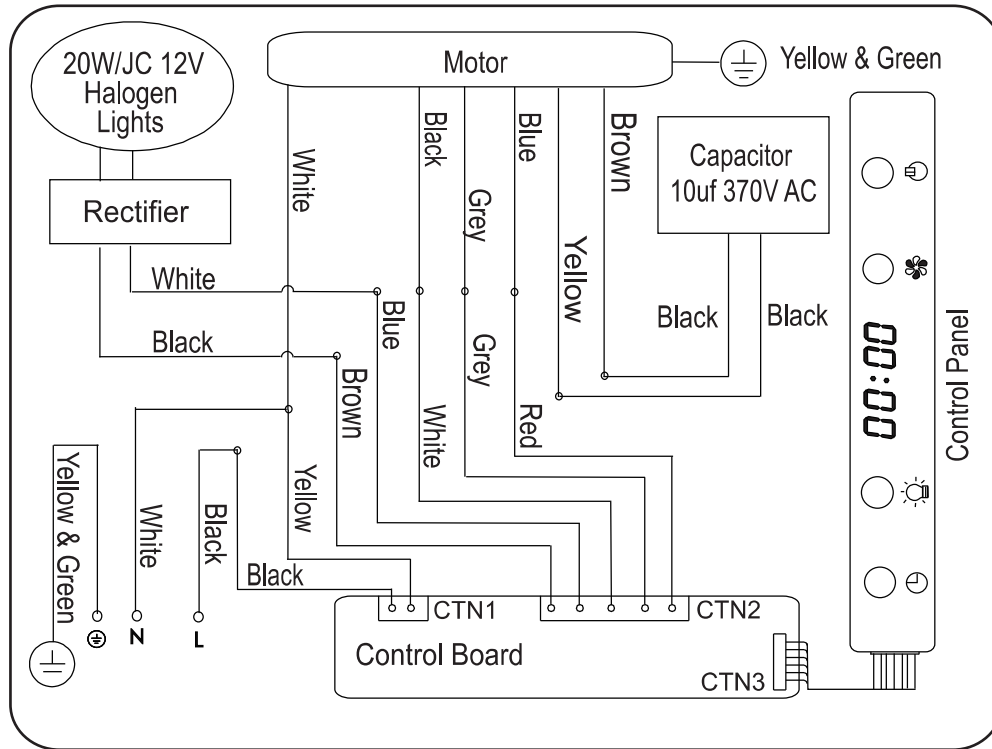 20W/JC 12V
Halogen
Lights
Motor
Yellow & Green
Rectifier
White
Black
Grey
Blue
Yellow
Brown
Capacitor
10uf 370V AC
Black
Black
White
Black
Blue
Brown
White
Grey
Red
Yellow
Yellow & Green
White
Black
Black
N
L
CTN1
CTN2
CTN3
Control Board
00:00
Control Panel